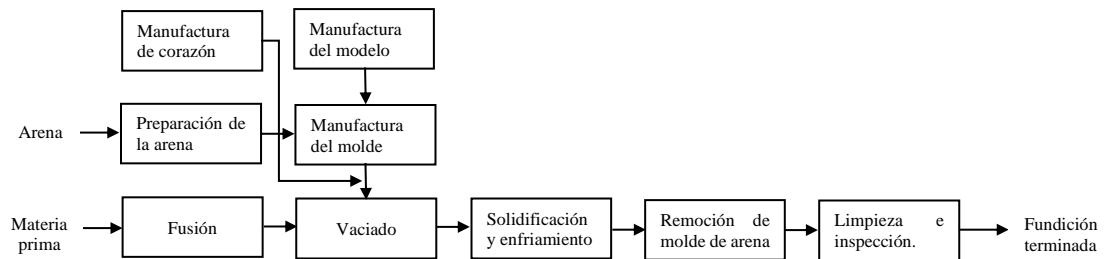 Manufactura
de corazón
Manufactura
del modelo
Arena
Preparación de
la arena
Manufactura
del molde
Materia
prima
Fusión
Vaciado
Solidificación
y enfriamiento
Remoción de
molde de arena
Limpieza e
inspección.
Fundición
terminada